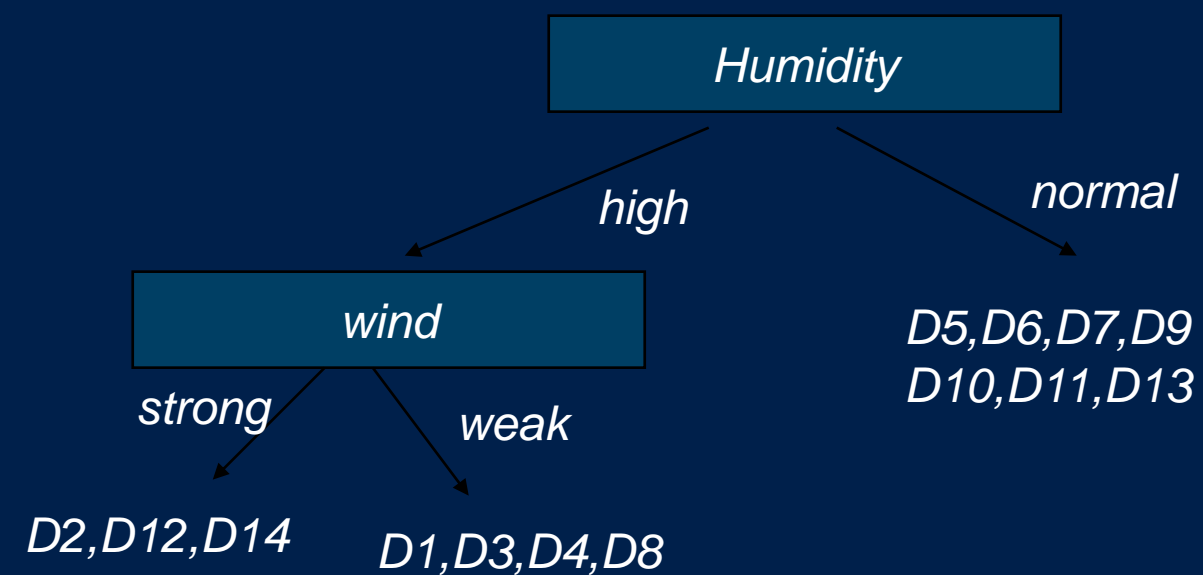 Humidity
high
normal
wind
D5,D6,D7,D9
D10,D11,D13
strong
weak
D2,D12,D14
D1,D3,D4,D8